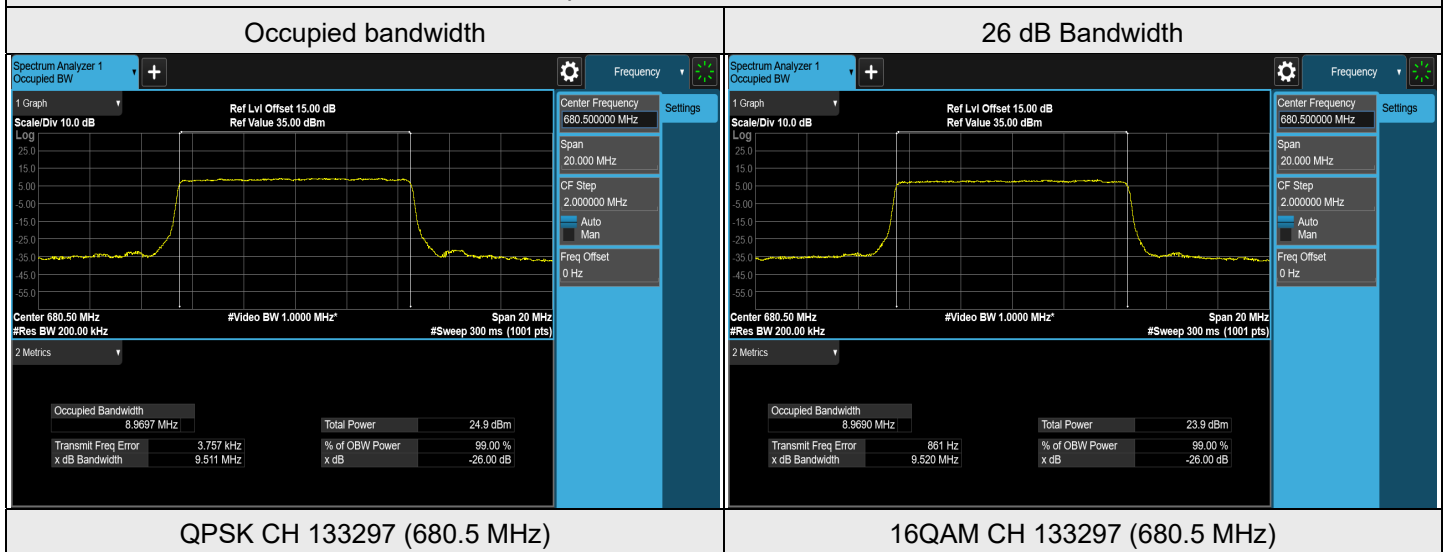 Occupied bandwidth
26 dB Bandwidth
Spectrum Analyzer 1
Occupied BW
+
Frequency
1 Graph
Scale/Div 10.0 dB
Ref Lvl Offset 15.00 dB
Ref Value 35.00 dBm
Log
25.0
15.0
5.00
-5.00
-15.0
-25.0
-35.0
-45.0
-55.0
Center 680.50 MHz
#Res BW 200.00 kHz
#Video BW 1.0000 MHz*
Span 20 MHz
#Sweep 300 ms (1001 pts)
Center Frequency
680.500000 MHz
Settings
Span
20.000 MHz
CF Step
2.000000 MHz
Auto
Man
Freq Offset
0 Hz
2 Metrics
Occupied Bandwidth
8.9697 MHz
Total Power 24.9 dBm
Transmit Freq Error 3.757 kHz % of OBW Power 99.00 %
x dB Bandwidth 9.511 MHz x dB -26.00 dB
Spectrum Analyzer 1
Occupied BW
+
Frequency
1 Graph
Scale/Div 10.0 dB
Ref Lvl Offset 15.00 dB
Ref Value 35.00 dBm
Log
25.0
15.0
5.00
-5.00
-15.0
-25.0
-35.0
-45.0
-55.0
Center 680.50 MHz
#Res BW 200.00 kHz
#Video BW 1.0000 MHz*
Span 20 MHz
#Sweep 300 ms (1001 pts)
Center Frequency
680.500000 MHz
Settings
Span
20.000 MHz
CF Step
2.000000 MHz
Auto
Man
Freq Offset
0 Hz
2 Metrics
Occupied Bandwidth
8.9690 MHz
Total Power 23.9 dBm
Transmit Freq Error 861 Hz % of OBW Power 99.00 %
x dB Bandwidth 9.520 MHz x dB -26.00 dB
QPSK CH 133297 (680.5 MHz)
16QAM CH 133297 (680.5 MHz)